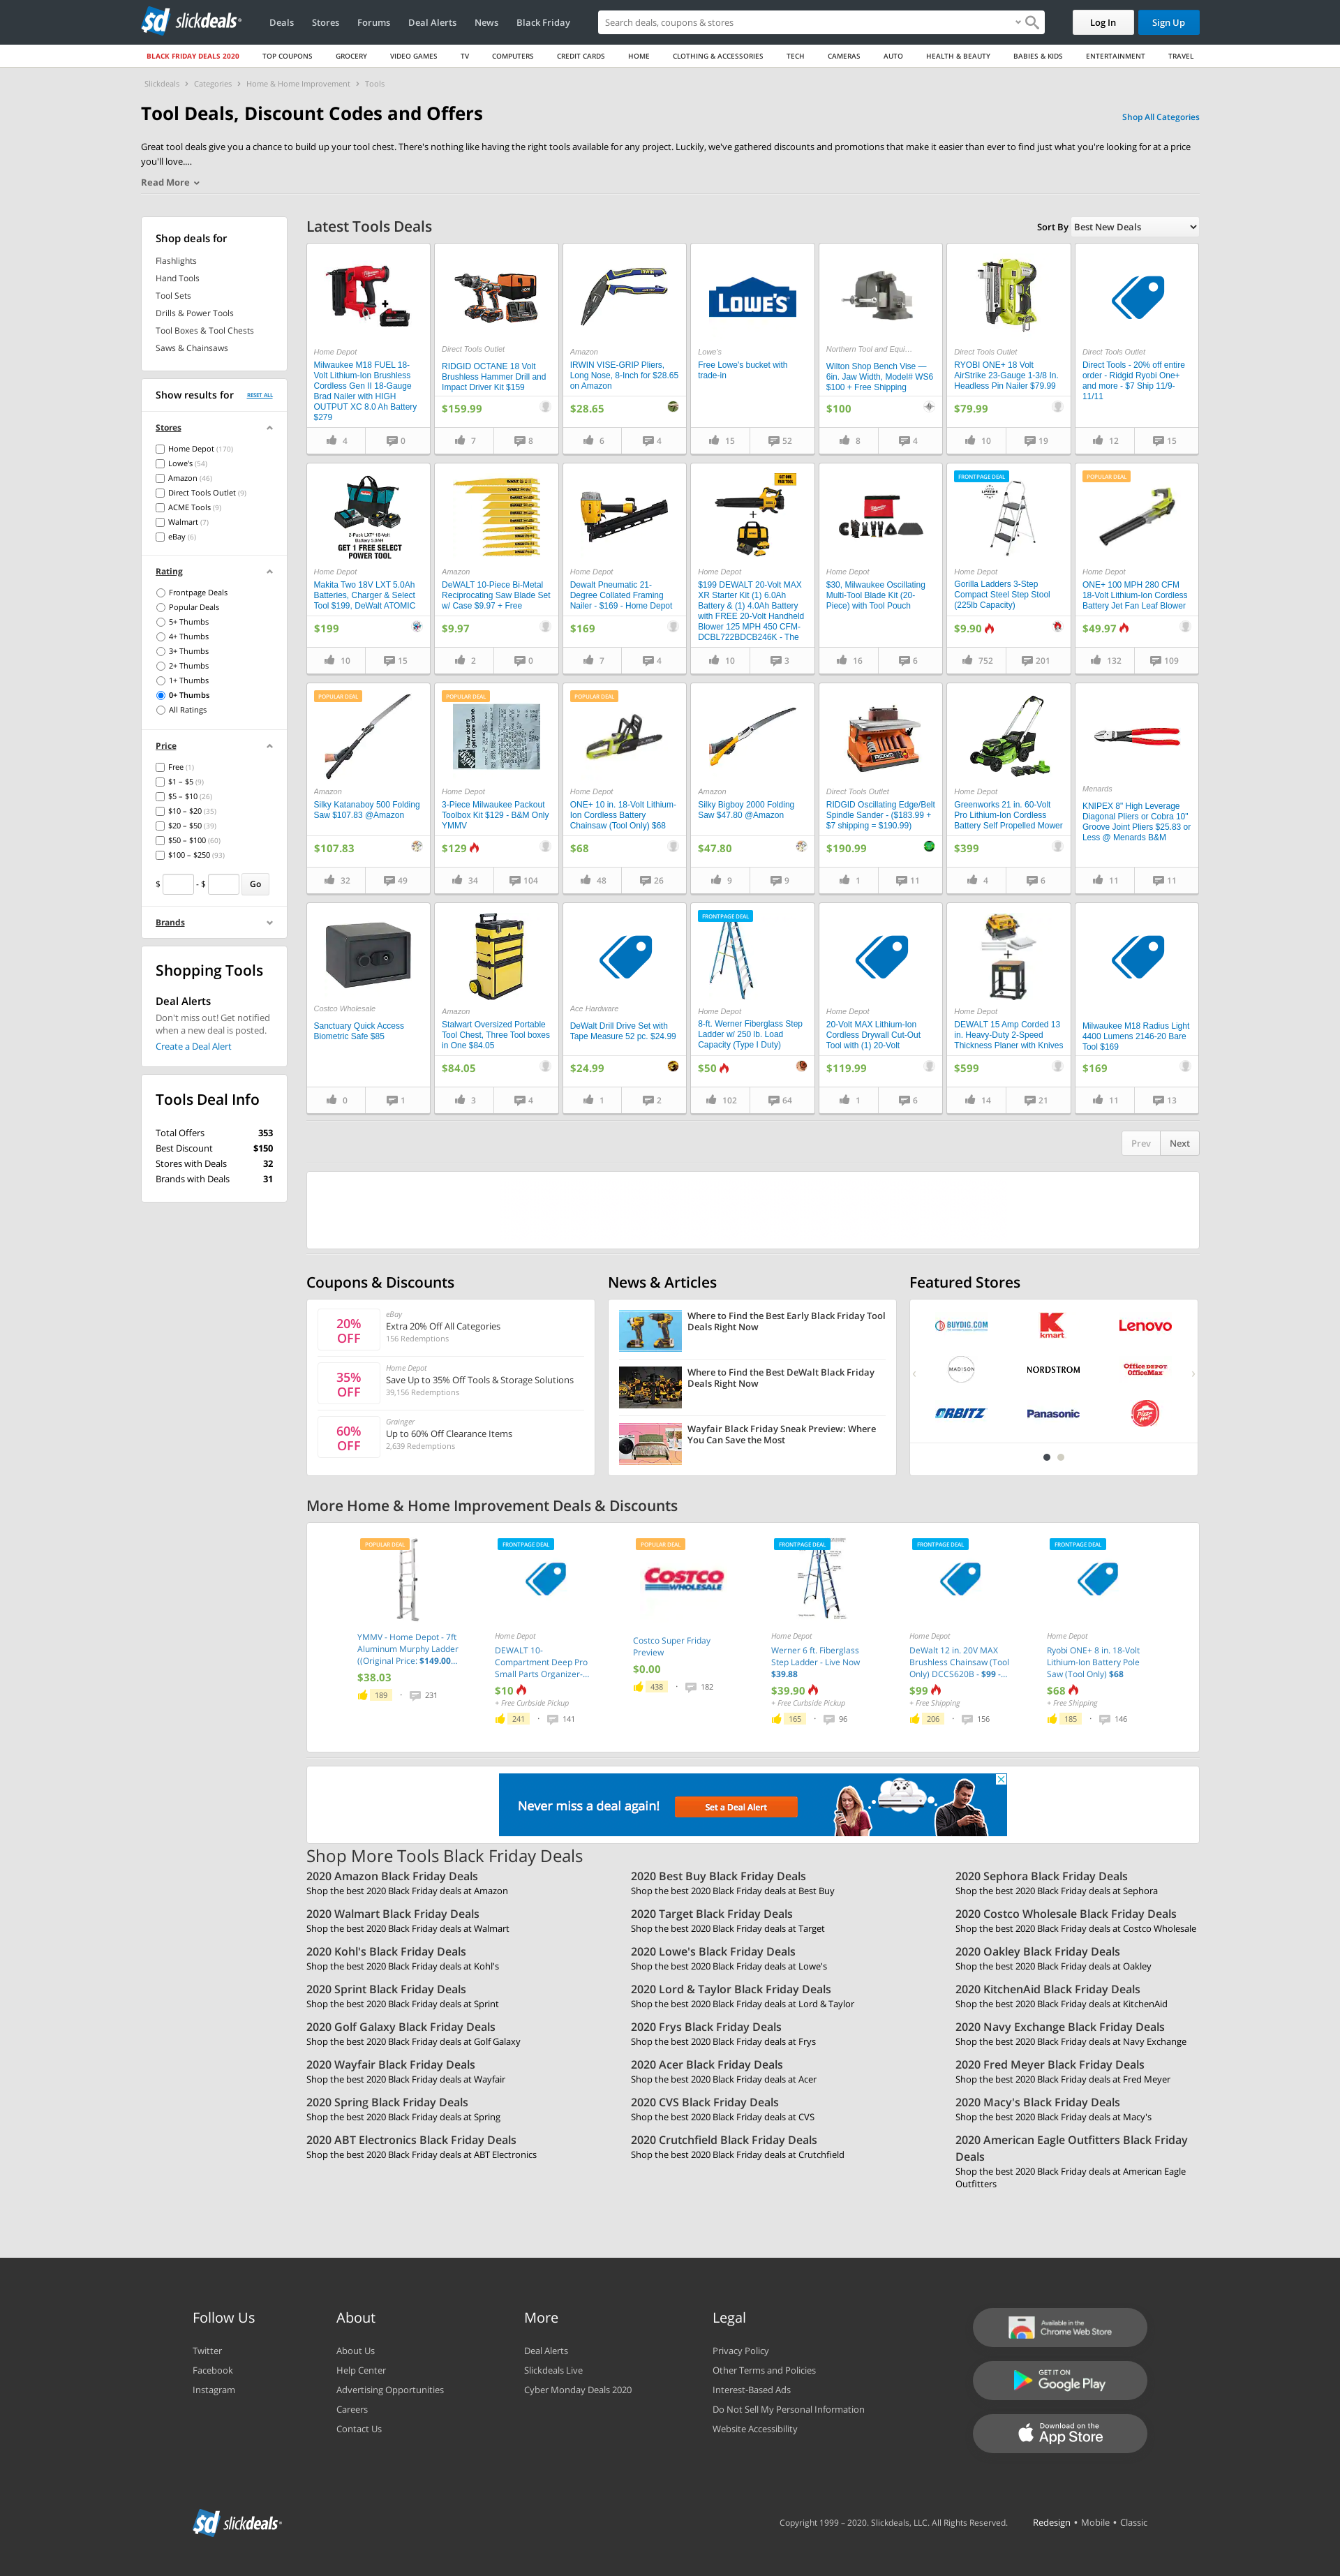 slickdeals
Deals
Stores
Forums
Deal Alerts
News
Black Friday
Search deals, coupons & stores
Log In
Sign Up
BLACK FRIDAY DEALS 2020
TOP COUPONS
GROCERY
VIDEO GAMES
TV
COMPUTERS
CREDIT CARDS
HOME
CLOTHING & ACCESSORIES
TECH
CAMERAS
AUTO
HEALTH & BEAUTY
BABIES & KIDS
ENTERTAINMENT
TRAVEL
Slickdeals > Categories > Home & Home Improvement > Tools
Tool Deals, Discount Codes and Offers
Shop All Categories
Great tool deals give you a chance to build up your tool chest. There's nothing like having the right tools available for any project. Luckily, we've gathered discounts and promotions that make it easier than ever to find just what you're looking for at a price
you'll love....
Read More
Shop deals for
Flashlights
Hand Tools
Tool Sets
Drills & Power Tools
Tool Boxes & Tool Chests
Saws & Chainsaws
Show results for
RESET ALL
Stores
Home Depot (170)
Lowe's (54)
Amazon (46)
Direct Tools Outlet (9)
ACME Tools (9)
Walmart (7)
eBay (6)
Rating
Frontpage Deals
Popular Deals
5+ Thumbs
4+ Thumbs
3+ Thumbs
2+ Thumbs
1+ Thumbs
0+ Thumbs
All Ratings
Price
Free (1)
$1 – $5 (9)
$5 – $10 (26)
$10 – $20 (35)
$20 – $50 (39)
$50 – $100 (60)
$100 – $250 (93)
$ - $ Go
Brands
Shopping Tools
Deal Alerts
Don't miss out! Get notified
when a new deal is posted.
Create a Deal Alert
Tools Deal Info
Total Offers 353
Best Discount $150
Stores with Deals 32
Brands with Deals 31
Latest Tools Deals
Sort By Best New Deals
Home Depot
Milwaukee M18 FUEL 18-
Volt Lithium-Ion Brushless
Cordless Gen II 18-Gauge
Brad Nailer with HIGH
OUTPUT XC 8.0 Ah Battery
$279
4 0
Direct Tools Outlet
RIDGID OCTANE 18 Volt
Brushless Hammer Drill and
Impact Driver Kit $159
$159.99
7 8
Amazon
IRWIN VISE-GRIP Pliers,
Long Nose, 8-Inch for $28.65
on Amazon
$28.65
6 4
LOWE'S
Lowe's
Free Lowe's bucket with
trade-in
15 52
Northern Tool and Equi…
Wilton Shop Bench Vise —
6in. Jaw Width, Model# WS6
$100 + Free Shipping
$100
8 4
Direct Tools Outlet
RYOBI ONE+ 18 Volt
AirStrike 23-Gauge 1-3/8 In.
Headless Pin Nailer $79.99
$79.99
10 19
Direct Tools Outlet
Direct Tools - 20% off entire
order - Ridgid Ryobi One+
and more - $7 Ship 11/9-
11/11
12 15
2-Pack LXT® 18-Volt
Battery 5.0AH
GET 1 FREE SELECT
POWER TOOL
Home Depot
Makita Two 18V LXT 5.0Ah
Batteries, Charger & Select
Tool $199, DeWalt ATOMIC
$199
10 15
Amazon
DeWALT 10-Piece Bi-Metal
Reciprocating Saw Blade Set
w/ Case $9.97 + Free
$9.97
2 0
Home Depot
Dewalt Pneumatic 21-
Degree Collated Framing
Nailer - $169 - Home Depot
$169
7 4
GET ONE
FREE TOOL
Home Depot
$199 DEWALT 20-Volt MAX
XR Starter Kit (1) 6.0Ah
Battery & (1) 4.0Ah Battery
with FREE 20-Volt Handheld
Blower 125 MPH 450 CFM-
DCBL722BDCB246K - The
10 3
Home Depot
$30, Milwaukee Oscillating
Multi-Tool Blade Kit (20-
Piece) with Tool Pouch
16 6
FRONTPAGE DEAL
Home Depot
Gorilla Ladders 3-Step
Compact Steel Step Stool
(225lb Capacity)
$9.90
752 201
POPULAR DEAL
Home Depot
ONE+ 100 MPH 280 CFM
18-Volt Lithium-Ion Cordless
Battery Jet Fan Leaf Blower
$49.97
132 109
POPULAR DEAL
Amazon
Silky Katanaboy 500 Folding
Saw $107.83 @Amazon
$107.83
32 49
POPULAR DEAL
How doers
get more done.
Home Depot
3-Piece Milwaukee Packout
Toolbox Kit $129 - B&M Only
YMMV
$129
34 104
POPULAR DEAL
Home Depot
ONE+ 10 in. 18-Volt Lithium-
Ion Cordless Battery
Chainsaw (Tool Only) $68
$68
48 26
Amazon
Silky Bigboy 2000 Folding
Saw $47.80 @Amazon
$47.80
9 9
RIDGID
Direct Tools Outlet
RIDGID Oscillating Edge/Belt
Spindle Sander - ($183.99 +
$7 shipping = $190.99)
$190.99
1 11
Home Depot
Greenworks 21 in. 60-Volt
Pro Lithium-Ion Cordless
Battery Self Propelled Mower
$399
4 6
Menards
KNIPEX 8" High Leverage
Diagonal Pliers or Cobra 10"
Groove Joint Pliers $25.83 or
Less @ Menards B&M
11 11
Costco Wholesale
Sanctuary Quick Access
Biometric Safe $85
0 1
Amazon
Stalwart Oversized Portable
Tool Chest, Three Tool boxes
in One $84.05
$84.05
3 4
Ace Hardware
DeWalt Drill Drive Set with
Tape Measure 52 pc. $24.99
$24.99
1 2
FRONTPAGE DEAL
Home Depot
8-ft. Werner Fiberglass Step
Ladder w/ 250 lb. Load
Capacity (Type I Duty)
$50
102 64
Home Depot
20-Volt MAX Lithium-Ion
Cordless Drywall Cut-Out
Tool with (1) 20-Volt
$119.99
1 6
Home Depot
DEWALT 15 Amp Corded 13
in. Heavy-Duty 2-Speed
Thickness Planer with Knives
$599
14 21
Milwaukee M18 Radius Light
4400 Lumens 2146-20 Bare
Tool $169
$169
11 13
Prev Next
Coupons & Discounts
20%
OFF
eBay
Extra 20% Off All Categories
156 Redemptions
35%
OFF
Home Depot
Save Up to 35% Off Tools & Storage Solutions
39,156 Redemptions
60%
OFF
Grainger
Up to 60% Off Clearance Items
2,639 Redemptions
News & Articles
Where to Find the Best Early Black Friday Tool
Deals Right Now
Where to Find the Best DeWalt Black Friday
Deals Right Now
Wayfair Black Friday Sneak Preview: Where
You Can Save the Most
Featured Stores
BUYDIG.COM
kmart
Lenovo
MADISON
NORDSTROM
Office DEPOT
OfficeMax
ORBITZ
Panasonic
Pizza Hut
More Home & Home Improvement Deals & Discounts
POPULAR DEAL
YMMV - Home Depot - 7ft
Aluminum Murphy Ladder
((Original Price: $149.00...
$38.03
189 · 231
FRONTPAGE DEAL
Home Depot
DEWALT 10-
Compartment Deep Pro
Small Parts Organizer-...
$10
+ Free Curbside Pickup
241 · 141
POPULAR DEAL
COSTCO
WHOLESALE
Costco Super Friday
Preview
$0.00
438 · 182
FRONTPAGE DEAL
Home Depot
Werner 6 ft. Fiberglass
Step Ladder - Live Now
$39.88
$39.90
+ Free Curbside Pickup
165 · 96
FRONTPAGE DEAL
Home Depot
DeWalt 12 in. 20V MAX
Brushless Chainsaw (Tool
Only) DCCS620B - $99 -...
$99
+ Free Shipping
206 · 156
FRONTPAGE DEAL
Home Depot
Ryobi ONE+ 8 in. 18-Volt
Lithium-Ion Battery Pole
Saw (Tool Only) $68
$68
+ Free Shipping
185 · 146
Never miss a deal again!
Set a Deal Alert
Shop More Tools Black Friday Deals
2020 Amazon Black Friday Deals
Shop the best 2020 Black Friday deals at Amazon
2020 Best Buy Black Friday Deals
Shop the best 2020 Black Friday deals at Best Buy
2020 Sephora Black Friday Deals
Shop the best 2020 Black Friday deals at Sephora
2020 Walmart Black Friday Deals
Shop the best 2020 Black Friday deals at Walmart
2020 Target Black Friday Deals
Shop the best 2020 Black Friday deals at Target
2020 Costco Wholesale Black Friday Deals
Shop the best 2020 Black Friday deals at Costco Wholesale
2020 Kohl's Black Friday Deals
Shop the best 2020 Black Friday deals at Kohl's
2020 Lowe's Black Friday Deals
Shop the best 2020 Black Friday deals at Lowe's
2020 Oakley Black Friday Deals
Shop the best 2020 Black Friday deals at Oakley
2020 Sprint Black Friday Deals
Shop the best 2020 Black Friday deals at Sprint
2020 Lord & Taylor Black Friday Deals
Shop the best 2020 Black Friday deals at Lord & Taylor
2020 KitchenAid Black Friday Deals
Shop the best 2020 Black Friday deals at KitchenAid
2020 Golf Galaxy Black Friday Deals
Shop the best 2020 Black Friday deals at Golf Galaxy
2020 Frys Black Friday Deals
Shop the best 2020 Black Friday deals at Frys
2020 Navy Exchange Black Friday Deals
Shop the best 2020 Black Friday deals at Navy Exchange
2020 Wayfair Black Friday Deals
Shop the best 2020 Black Friday deals at Wayfair
2020 Acer Black Friday Deals
Shop the best 2020 Black Friday deals at Acer
2020 Fred Meyer Black Friday Deals
Shop the best 2020 Black Friday deals at Fred Meyer
2020 Spring Black Friday Deals
Shop the best 2020 Black Friday deals at Spring
2020 CVS Black Friday Deals
Shop the best 2020 Black Friday deals at CVS
2020 Macy's Black Friday Deals
Shop the best 2020 Black Friday deals at Macy's
2020 ABT Electronics Black Friday Deals
Shop the best 2020 Black Friday deals at ABT Electronics
2020 Crutchfield Black Friday Deals
Shop the best 2020 Black Friday deals at Crutchfield
2020 American Eagle Outfitters Black Friday
Deals
Shop the best 2020 Black Friday deals at American Eagle
Outfitters
Follow Us
Twitter
Facebook
Instagram
About
About Us
Help Center
Advertising Opportunities
Careers
Contact Us
More
Deal Alerts
Slickdeals Live
Cyber Monday Deals 2020
Legal
Privacy Policy
Other Terms and Policies
Interest-Based Ads
Do Not Sell My Personal Information
Website Accessibility
Available in the
Chrome Web Store
GET IT ON
Google Play
Download on the
App Store
slickdeals
Copyright 1999 – 2020. Slickdeals, LLC. All Rights Reserved.
Redesign • Mobile • Classic